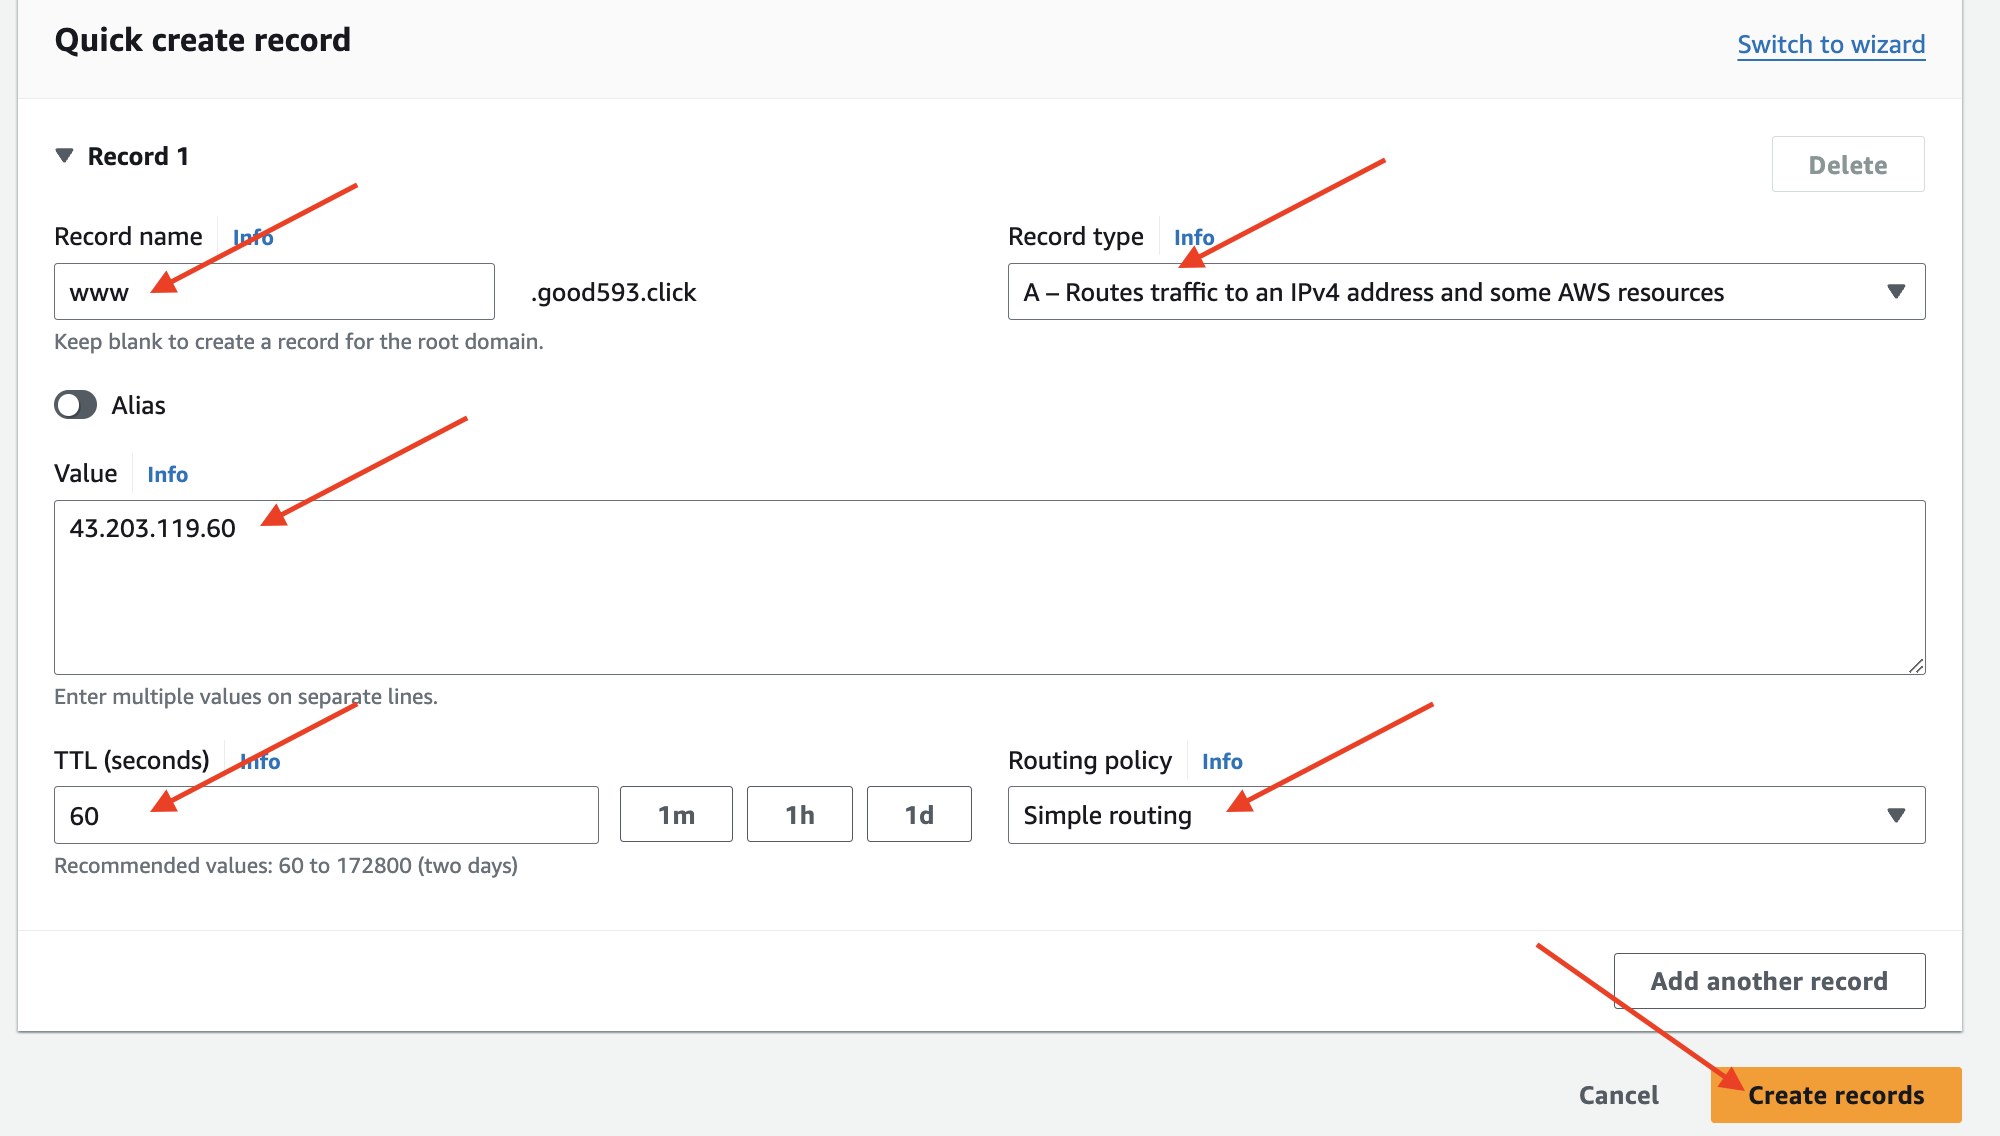 Quick create record
Switch to wizard
Record 1
Delete
Record name Info
www .good593.click
Keep blank to create a record for the root domain.
Record type Info
A – Routes traffic to an IPv4 address and some AWS resources
Alias
Value Info
43.203.119.60
Enter multiple values on separate lines.
TTL (seconds) Info
60 1m 1h 1d
Recommended values: 60 to 172800 (two days)
Routing policy Info
Simple routing
Add another record
Cancel Create records